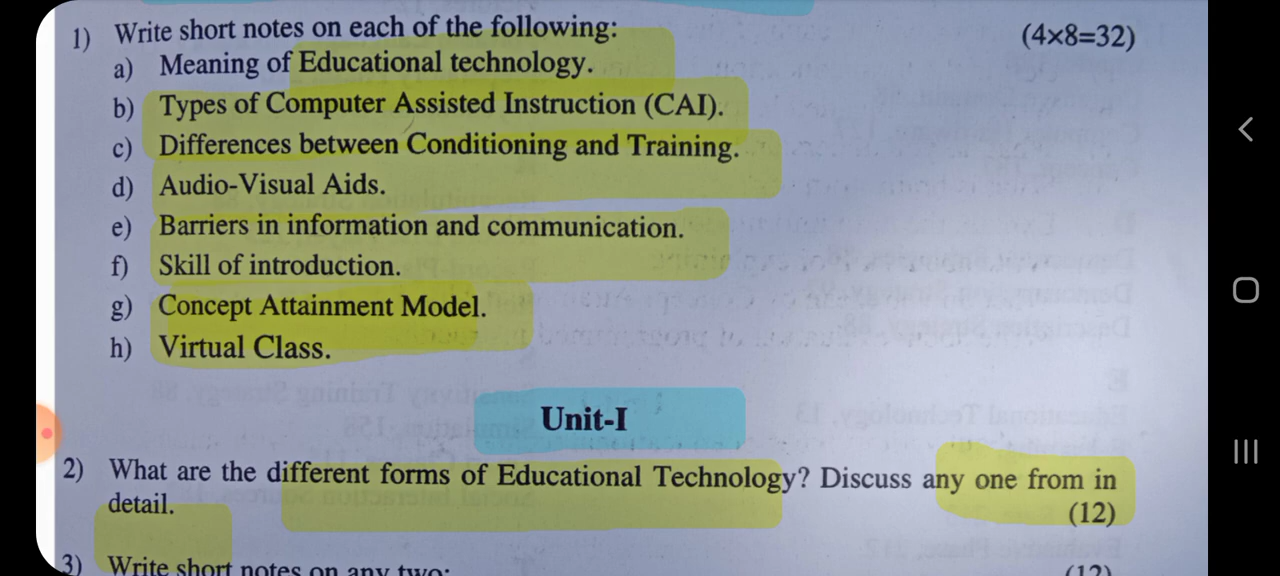 1) Write short notes on each of the following: (4×8=32)
a) Meaning of Educational technology.
b) Types of Computer Assisted Instruction (CAI).
c) Differences between Conditioning and Training.
d) Audio-Visual Aids.
e) Barriers in information and communication.
f) Skill of introduction.
g) Concept Attainment Model.
h) Virtual Class.
Unit-I
2) What are the different forms of Educational Technology? Discuss any one from in
detail. (12)
3) Write short notes on any two: (12)